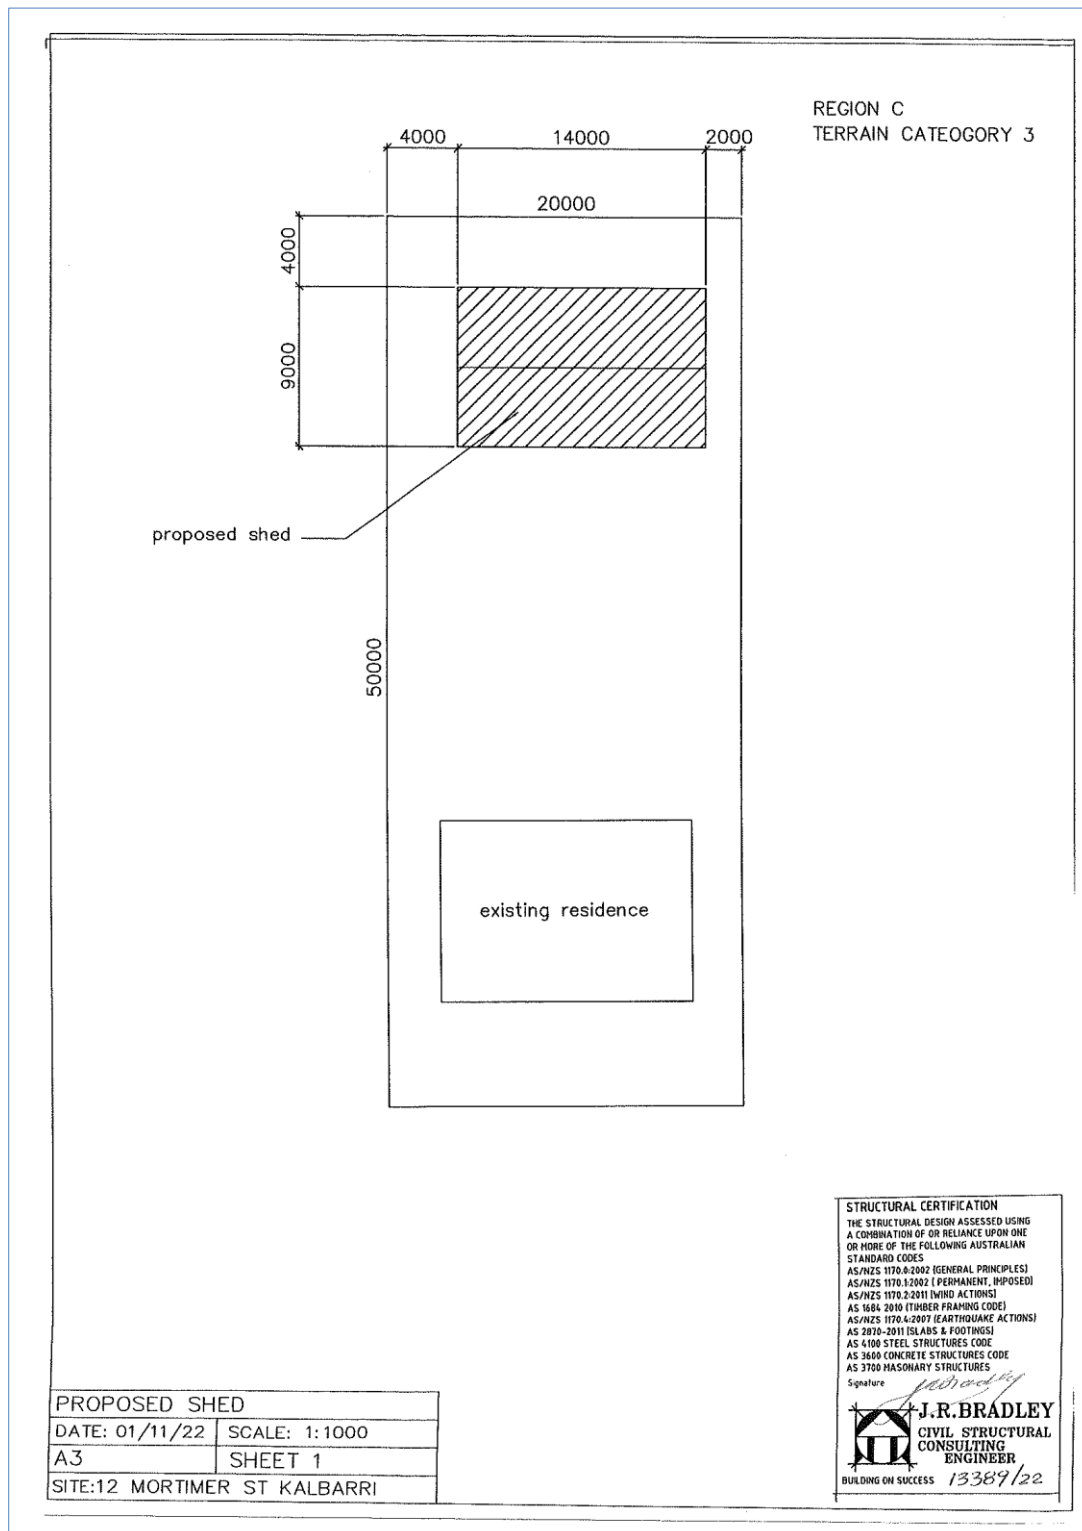 REGION C
TERRAIN CATEOGORY 3
4000 14000 2000
20000
4000
9000
proposed shed
50000
existing residence
STRUCTURAL CERTIFICATION
THE STRUCTURAL DESIGN ASSESSED USING
A COMBINATION OF OR RELIANCE UPON ONE
OR MORE OF THE FOLLOWING AUSTRALIAN
STANDARD CODES
AS/NZS 1170.0:2002 (GENERAL PRINCIPLES)
AS/NZS 1170.1:2002 ( PERMANENT, IMPOSED)
AS/NZS 1170.2:2011 (WIND ACTIONS)
AS 1684 2010 (TIMBER FRAMING CODE)
AS/NZS 1170.4:2007 (EARTHQUAKE ACTIONS)
AS 2870-2011 (SLABS & FOOTINGS)
AS 4100 STEEL STRUCTURES CODE
AS 3600 CONCRETE STRUCTURES CODE
AS 3700 MASONARY STRUCTURES
Signature JRBradley
J.R.BRADLEY
CIVIL STRUCTURAL
CONSULTING
ENGINEER
BUILDING ON SUCCESS 13389/22
PROPOSED SHED
DATE: 01/11/22 SCALE: 1:1000
A3 SHEET 1
SITE:12 MORTIMER ST KALBARRI